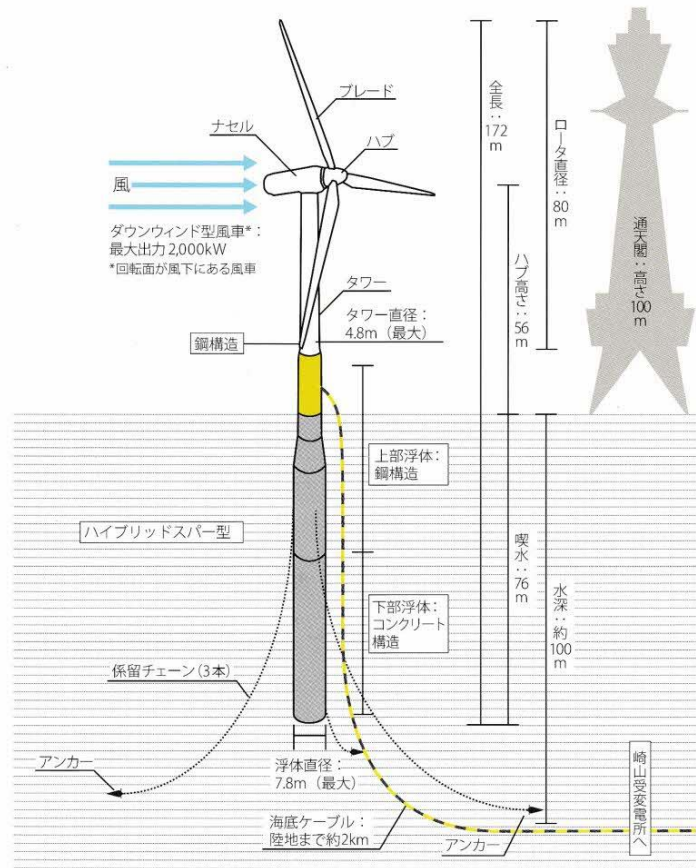 ブレード
ナセル
ハブ
風
ダウンウィンド型風車*：
最大出力2,000kW
*回転面が風下にある風車
タワー
タワー直径：
4.8m（最大）
鋼構造
全長：172m
ロータ直径：80m
ハブ高さ：56m
通天閣：高さ100m
上部浮体：
鋼構造
ハイブリッドスパー型
喫水：76m
水深：約100m
下部浮体：
コンクリート
構造
係留チェーン（3本）
アンカー
浮体直径：
7.8m（最大）
海底ケーブル：
陸地まで約2km
アンカー
崎山受変電所へ